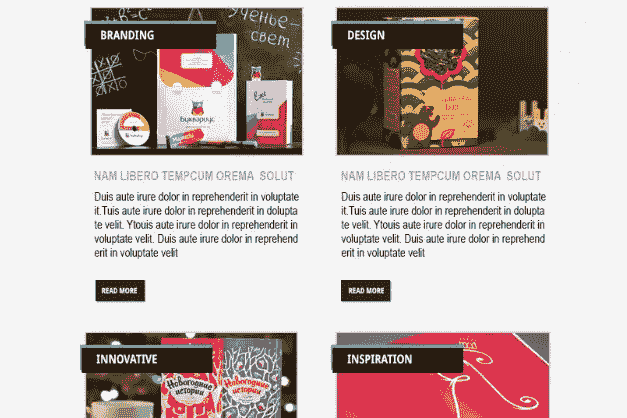 ученье-
свет
BRANDING
DESIGN
букварус
NAM LIBERO TEMPCUM OREMA SOLUT
Duis aute irure dolor in reprehenderit in voluptate
it.Tuis aute irure dolor in reprehenderit in dolupta
te velit. Ytouis aute irure dolor in reprehenderit in
voluptate velit. Duis aute irure dolor in reprehend
erit in voluptate velit
READ MORE
NAM LIBERO TEMPCUM OREMA SOLUT
Duis aute irure dolor in reprehenderit in voluptate
it.Tuis aute irure dolor in reprehenderit in dolupta
te velit. Ytouis aute irure dolor in reprehenderit in
voluptate velit. Duis aute irure dolor in reprehend
erit in voluptate velit
READ MORE
INNOVATIVE
Новогодние
истории
Новогодние
истории
INSPIRATION